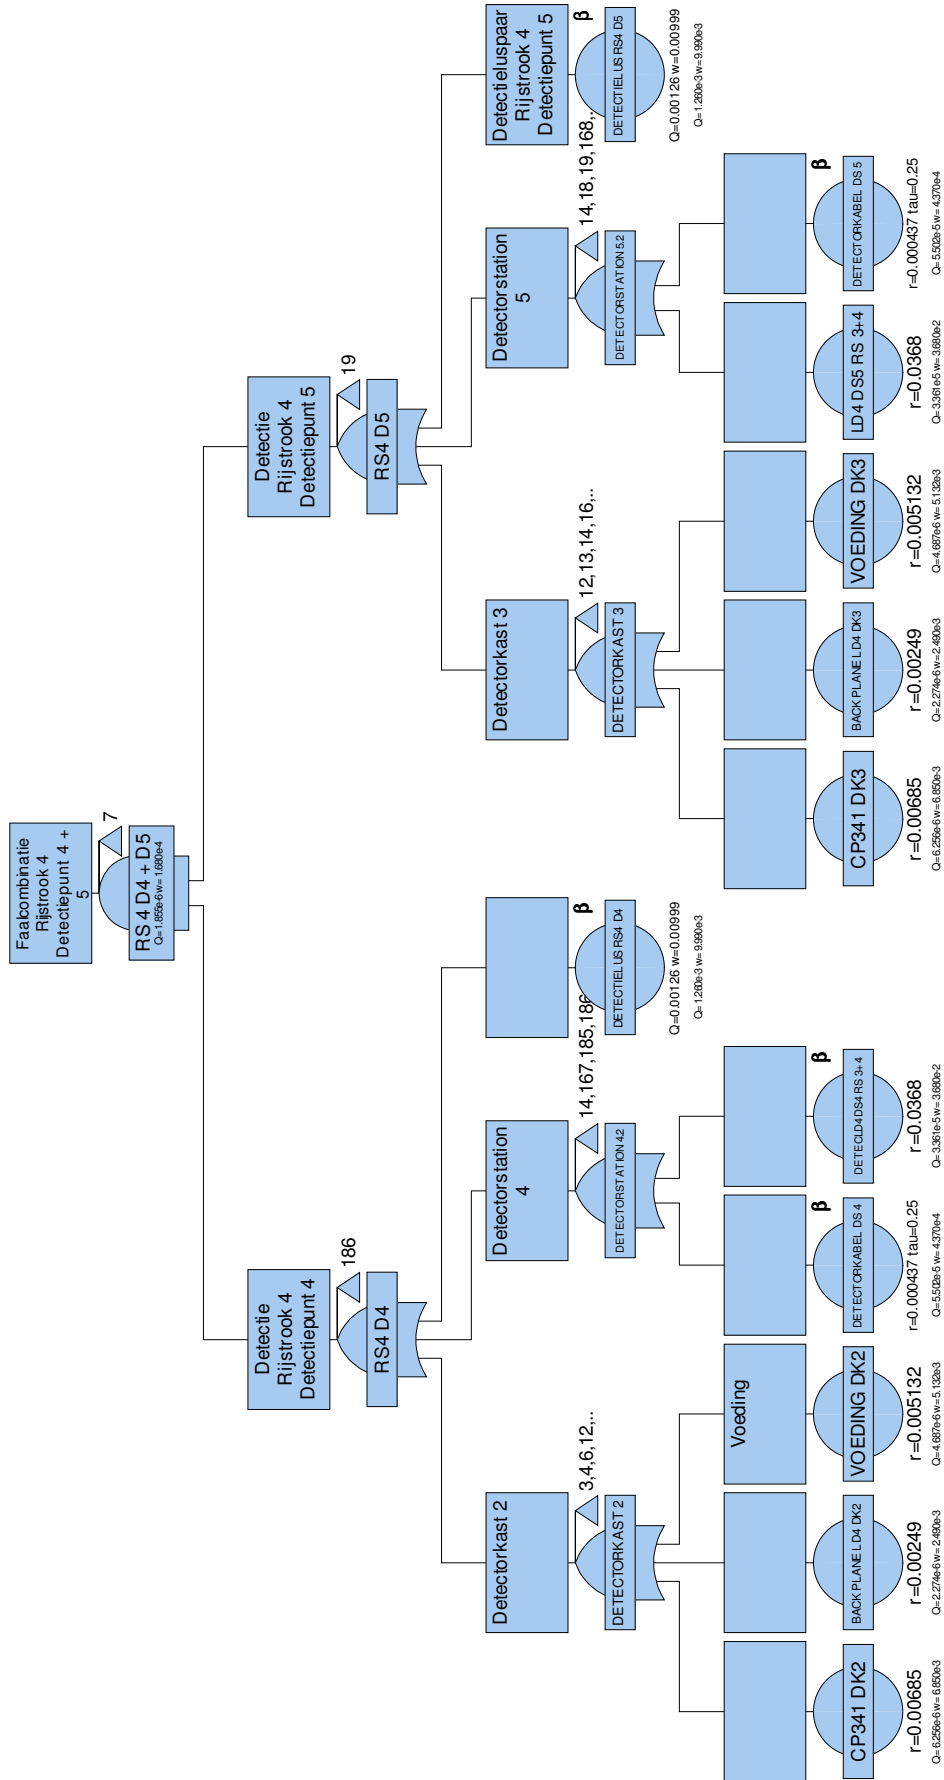 Faalcombinatie
Rijstrook 4
Detectiepunt 4 +
5
7
RS4 D4 + D5
Q=1.855e-6 w=1.680e-4
Detectie
Rijstrook 4
Detectiepunt 4
186
RS4 D4
Detectie
Rijstrook 4
Detectiepunt 5
19
RS4 D5
Detectorkast 2
3,4,6,12,..
DETECTORKAST 2
Detectorstation
4
14,167,185,186
DETECTORSTATION 4.2
β
DETECTIELUS RS4 D4
Q=0.00126 w=0.00999
Q=1.260e-3 w=9.990e-3
Detectorkast 3
12,13,14,16,..
DETECTORKAST 3
Detectorstation
5
14,18,19,168,..
DETECTORSTATION 5.2
Detectieluspaar
Rijstrook 4
Detectiepunt 5
β
DETECTIELUS RS4 D5
Q=0.00126 w=0.00999
Q=1.260e-3 w=9.990e-3
CP341 DK2
r=0.00685
Q=6.256e-6 w=6.850e-3
BACKPLANE LD4 DK2
r=0.00249
Q=2.274e-6 w=2.490e-3
Voeding
VOEDING DK2
r=0.005132
Q=4.687e-6 w=5.132e-3
β
DETECTORKABEL DS 4
r=0.000437 tau=0.25
Q=5.502e-5 w=4.370e-4
β
DETECLD4 DS4 RS 3+4
r=0.0368
Q=3.361e-5 w=3.680e-2
CP341 DK3
r=0.00685
Q=6.256e-6 w=6.850e-3
BACKPLANE LD4 DK3
r=0.00249
Q=2.274e-6 w=2.490e-3
VOEDING DK3
r=0.005132
Q=4.687e-6 w=5.132e-3
LD4 DS5 RS 3+4
r=0.0368
Q=3.361e-5 w=3.680e-2
β
DETECTORKABEL DS 5
r=0.000437 tau=0.25
Q=5.502e-5 w=4.370e-4